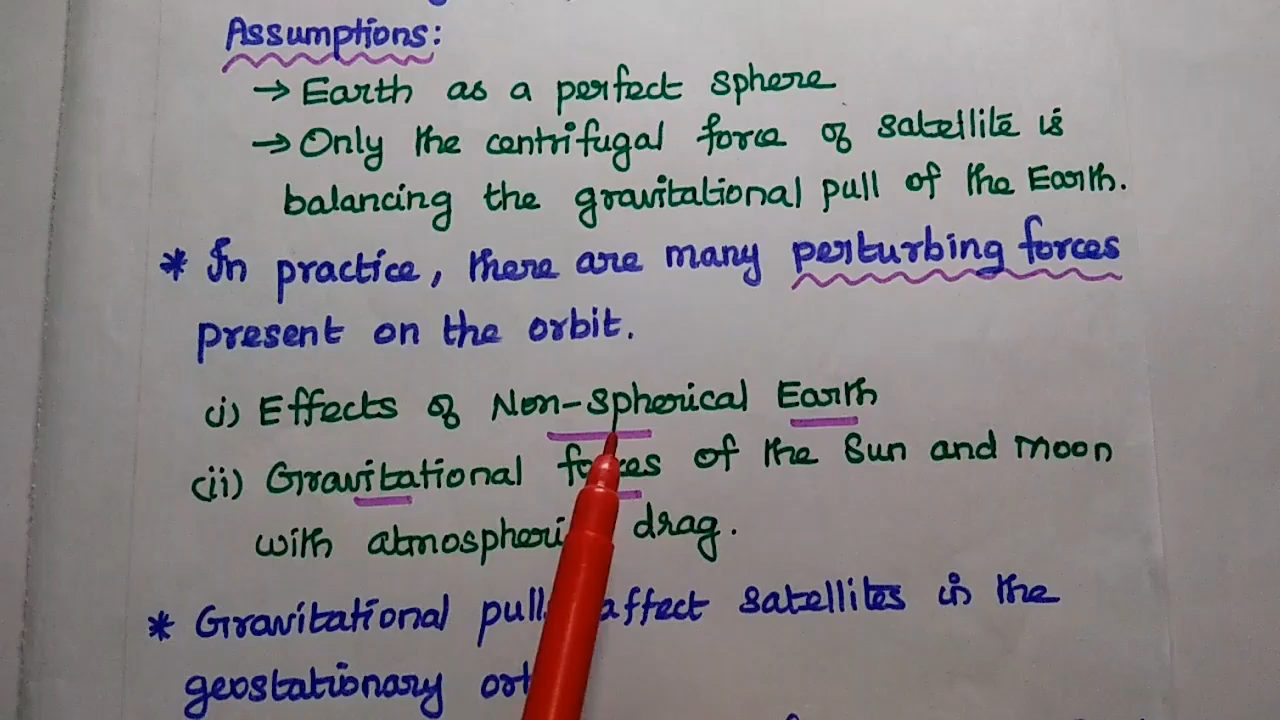 Assumptions:
→ Earth as a perfect sphere
→ Only the centrifugal force of satellite is
balancing the gravitational pull of the Earth.
* In practice, there are many perturbing forces
present on the orbit.
(i) Effects of Non-spherical Earth
(ii) Gravitational forces of the Sun and Moon
with atmospheric drag.
* Gravitational pull affect satellites in the
geostationary